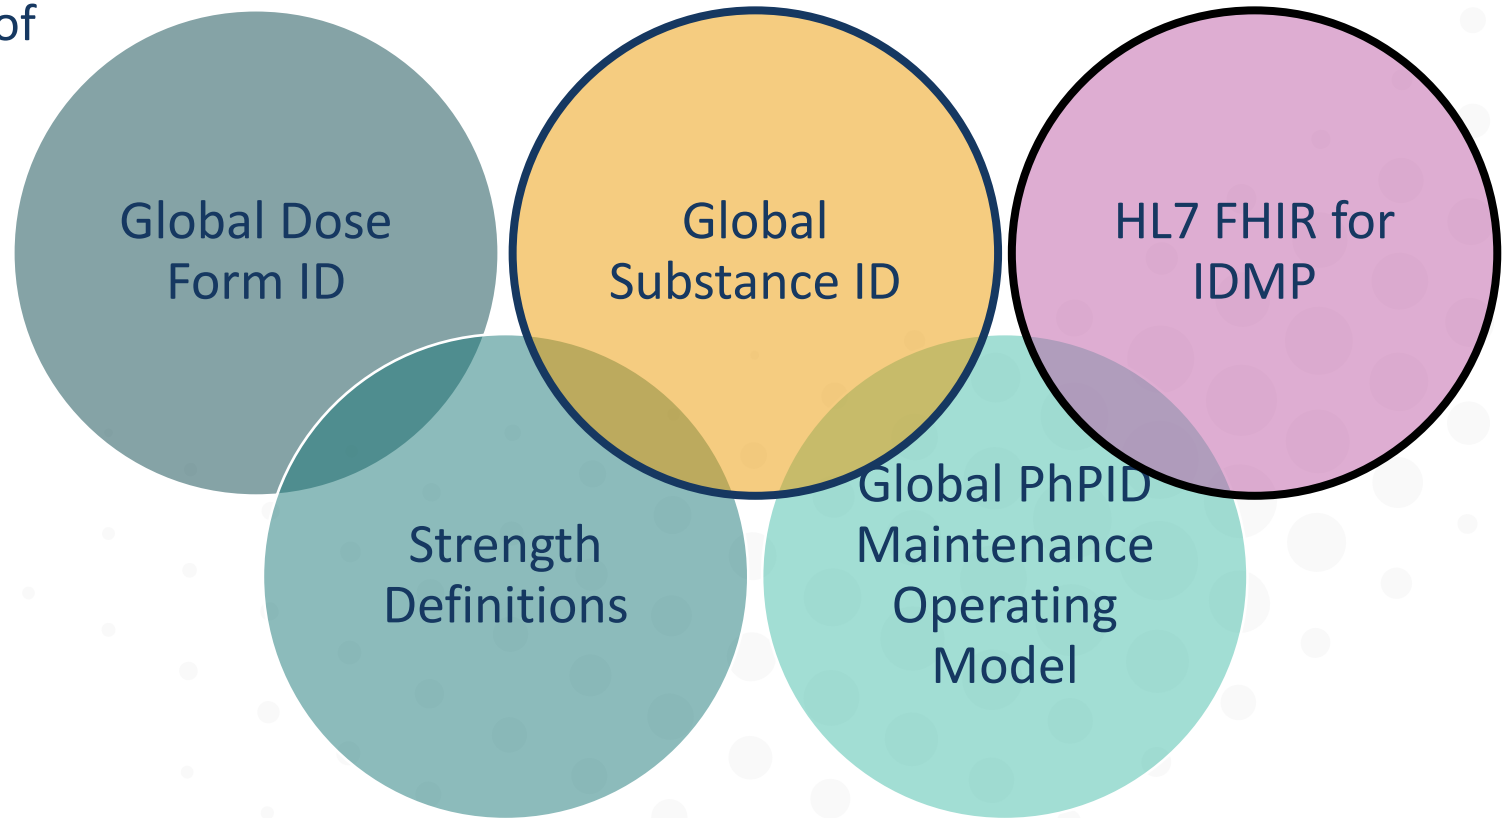 of
Global Dose
Form ID
Global
Substance ID
HL7 FHIR for
IDMP
Strength
Definitions
Global PhPID
Maintenance
Operating
Model